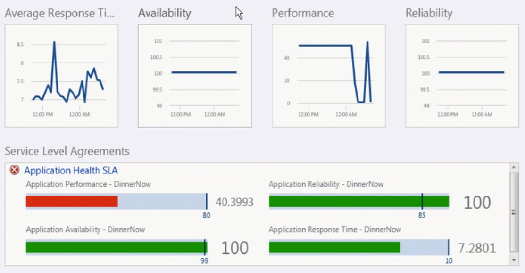 Average Response Ti... Availability Performance Reliability
8.5
8
7.5
7
12:00 PM 12:00 AM
101
100.5
100
99.5
99
12:00 PM 12:00 AM
40
20
0
12:00 PM 12:00 AM
101
100.5
100
99.5
99
12:00 PM 12:00 AM
Service Level Agreements
Application Health SLA
Application Performance - DinnerNow
40.3993
80
Application Reliability - DinnerNow
100
85
Application Availability - DinnerNow
100
99
Application Response Time - DinnerNow
7.2801
10